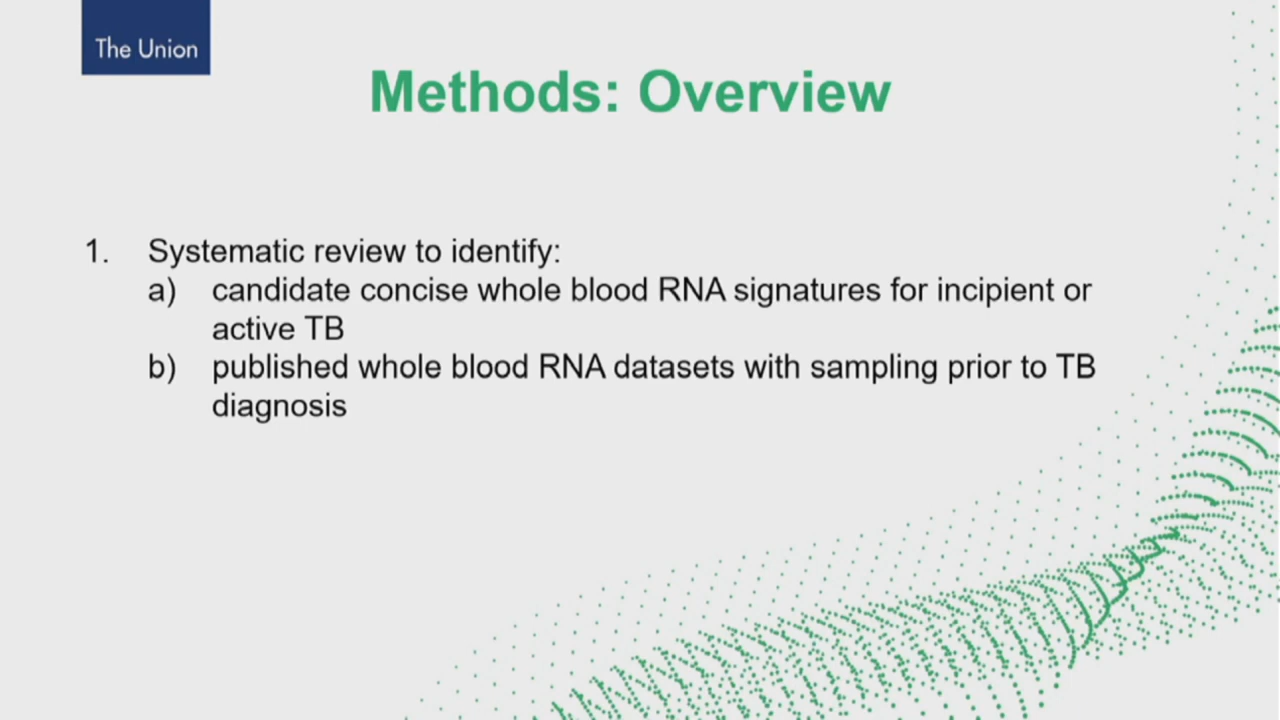 The Union
Methods: Overview
1. Systematic review to identify:
a) candidate concise whole blood RNA signatures for incipient or
active TB
b) published whole blood RNA datasets with sampling prior to TB
diagnosis